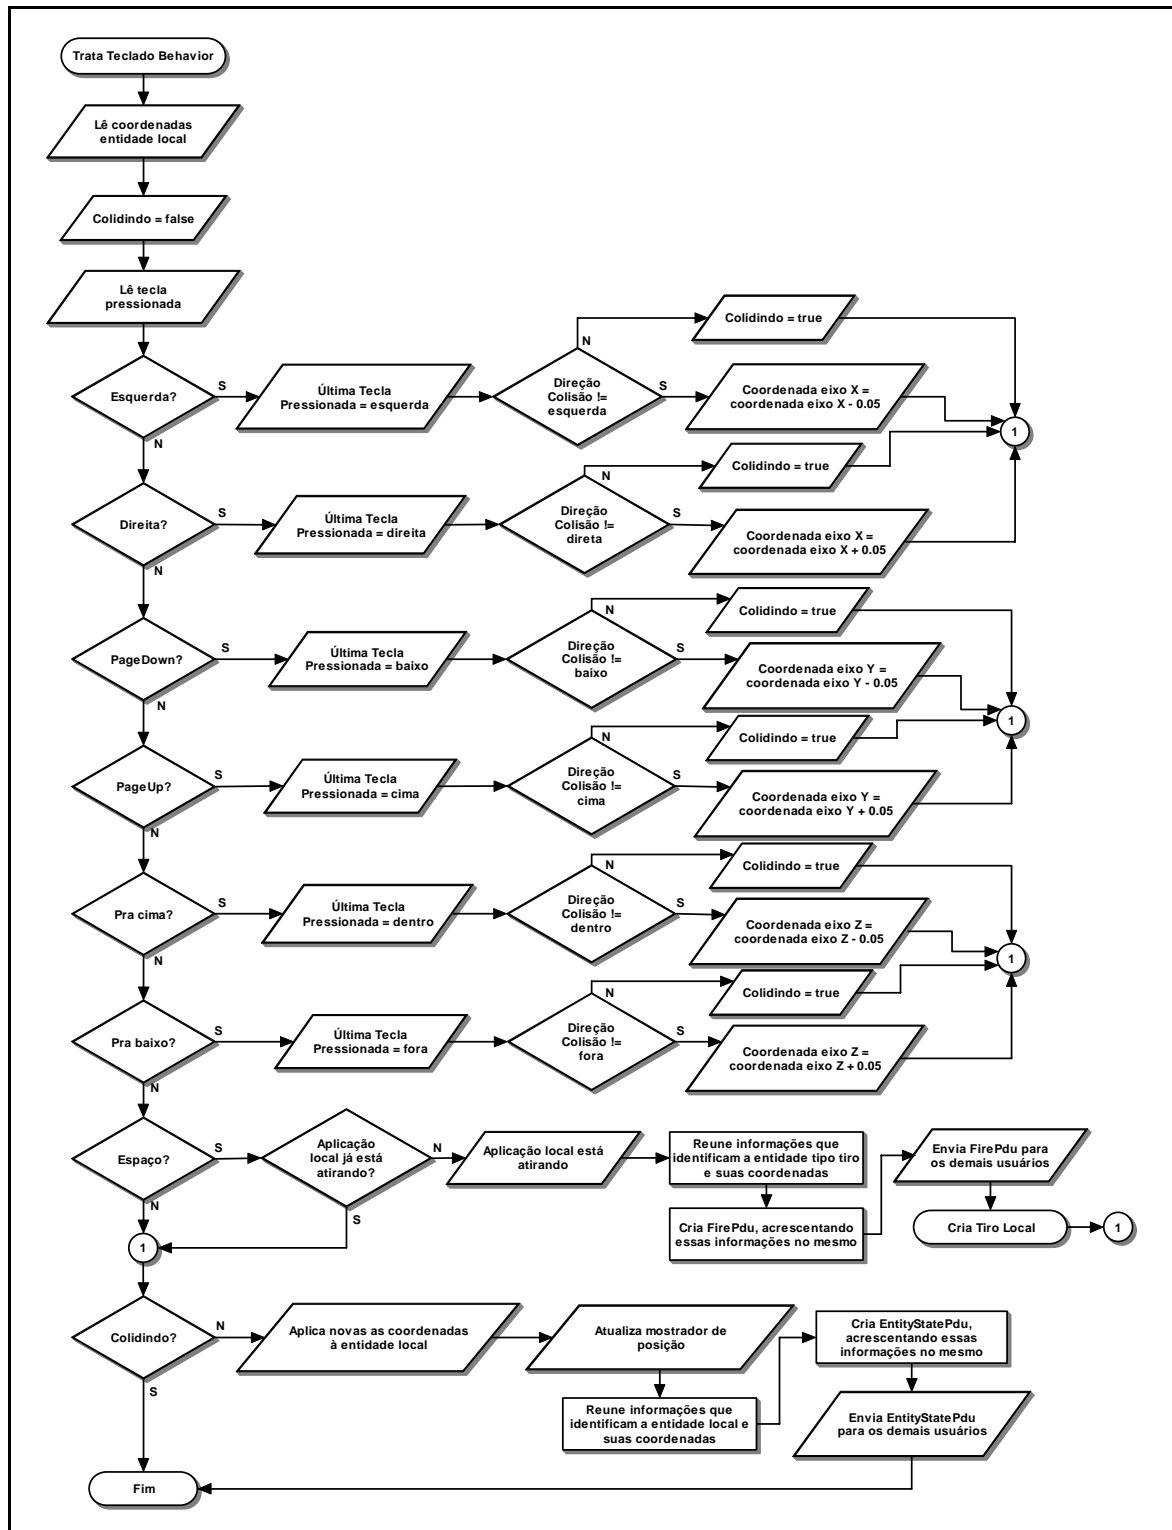 Trata Teclado Behavior
Lê coordenadas
entidade local
Colidindo = false
Lê tecla
pressionada
Esquerda?
S
N
Última Tecla
Pressionada = esquerda
Direção
Colisão !=
esquerda
N
S
Colidindo = true
Coordenada eixo X =
coordenada eixo X - 0.05
1
Direita?
S
N
Última Tecla
Pressionada = direita
Direção
Colisão !=
direta
N
S
Colidindo = true
Coordenada eixo X =
coordenada eixo X + 0.05
PageDown?
S
N
Última Tecla
Pressionada = baixo
Direção
Colisão !=
baixo
N
S
Colidindo = true
Coordenada eixo Y =
coordenada eixo Y - 0.05
1
PageUp?
S
N
Última Tecla
Pressionada = cima
Direção
Colisão !=
cima
N
S
Colidindo = true
Coordenada eixo Y =
coordenada eixo Y + 0.05
Pra cima?
S
N
Última Tecla
Pressionada = dentro
Direção
Colisão !=
dentro
N
S
Colidindo = true
Coordenada eixo Z =
coordenada eixo Z - 0.05
1
Pra baixo?
S
N
Última Tecla
Pressionada = fora
Direção
Colisão !=
fora
N
S
Colidindo = true
Coordenada eixo Z =
coordenada eixo Z + 0.05
Espaço?
S
N
Aplicação
local já está
atirando?
N
S
Aplicação local está
atirando
Reune informações que
identificam a entidade tipo tiro
e suas coordenadas
Cria FirePdu, acrescentando
essas informações no mesmo
Envia FirePdu para
os demais usuários
Cria Tiro Local
1
1
Colidindo?
N
S
Aplica novas as coordenadas
à entidade local
Atualiza mostrador de
posição
Reune informações que
identificam a entidade local e
suas coordenadas
Cria EntityStatePdu,
acrescentando essas
informações no mesmo
Envia EntityStatePdu
para os demais usuários
Fim